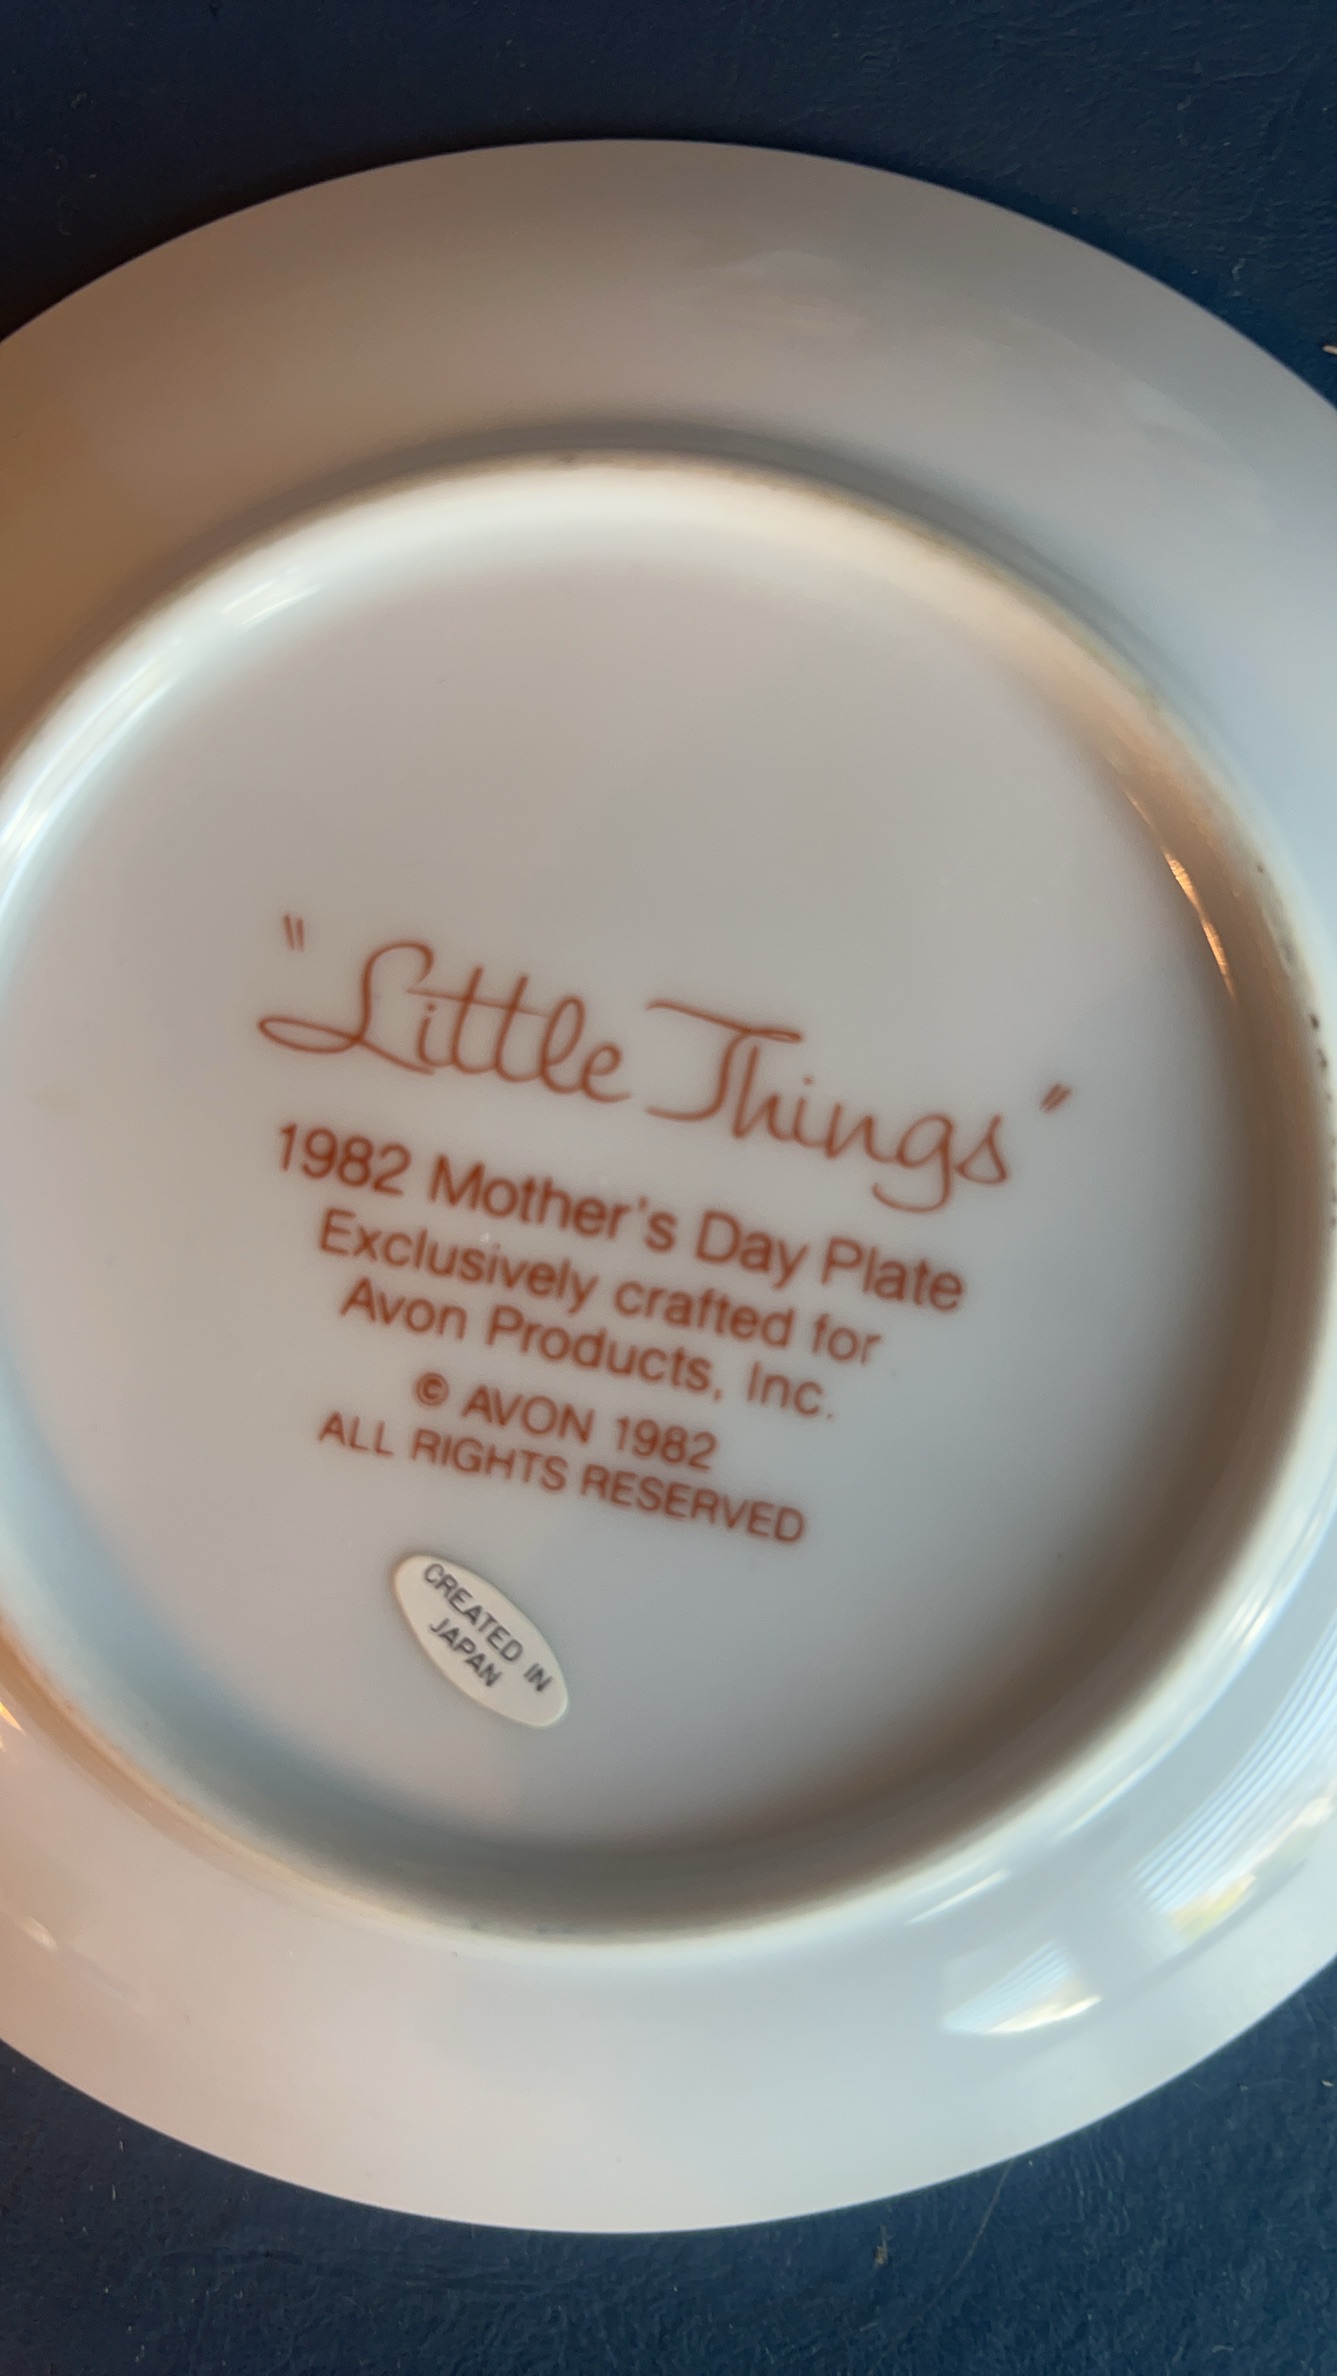 "Little Things"
1982 Mother's Day Plate
Exclusively crafted for
Avon Products, Inc.
© AVON 1982
ALL RIGHTS RESERVED
CREATED IN
JAPAN